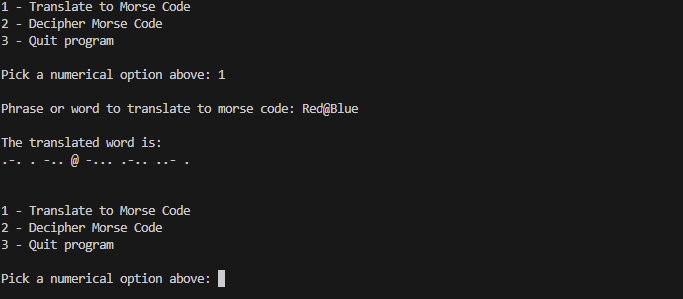 1 - Translate to Morse Code
2 - Decipher Morse Code
3 - Quit program
Pick a numerical option above: 1
Phrase or word to translate to morse code: Red@Blue
The translated word is:
.-. . -.. @ -... .-.. ..- .
1 - Translate to Morse Code
2 - Decipher Morse Code
3 - Quit program
Pick a numerical option above: